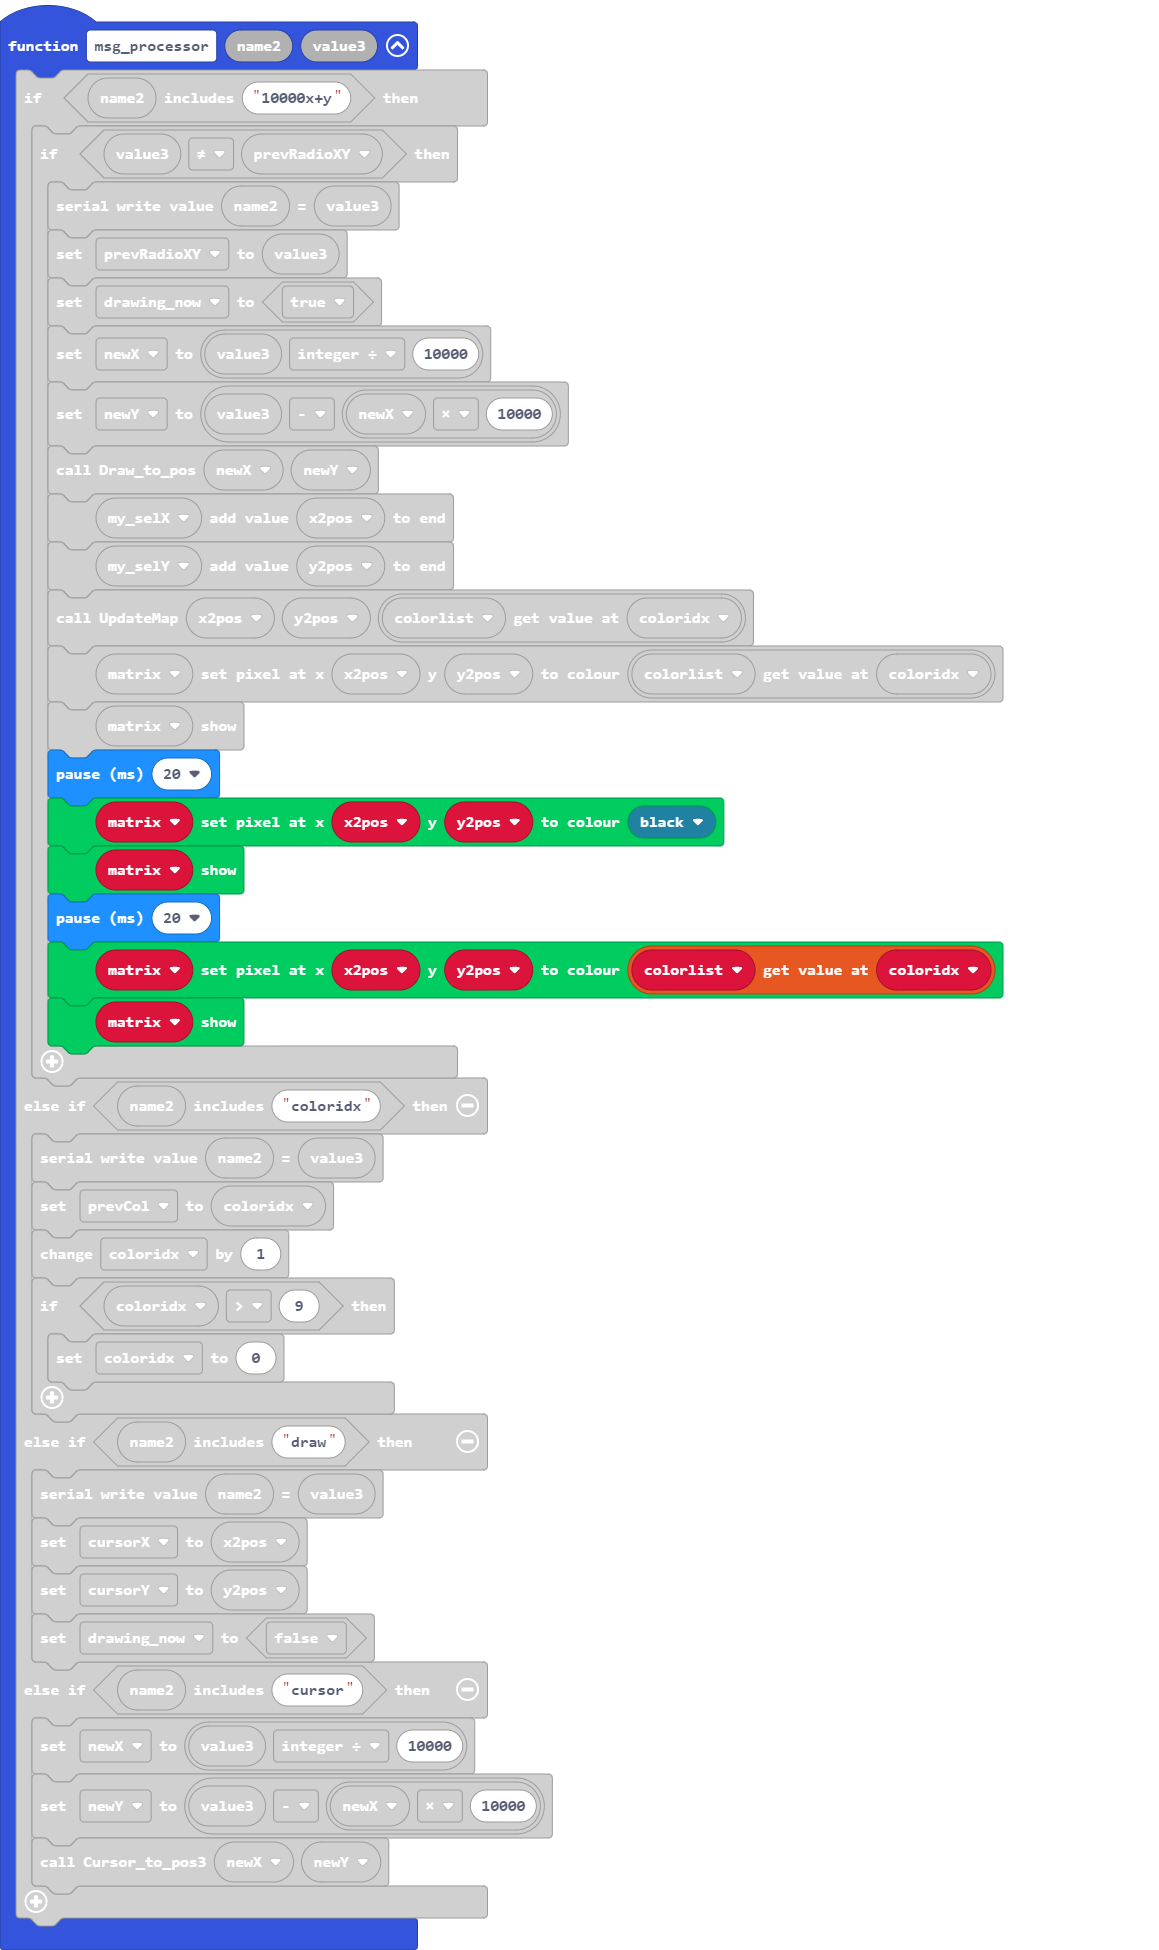 function msg_processor name2 value3
if name2 includes "10000x+y" then
if value3 ≠ prevRadioXY then
serial write value name2 = value3
set prevRadioXY to value3
set drawing_now to true
set newX to value3 integer ÷ 10000
set newY to value3 - newX × 10000
call Draw_to_pos newX newY
my_selX add value x2pos to end
my_selY add value y2pos to end
call UpdateMap x2pos y2pos colorlist get value at coloridx
matrix set pixel at x x2pos y y2pos to colour colorlist get value at coloridx
matrix show
pause (ms) 20
matrix set pixel at x x2pos y y2pos to colour black
matrix show
pause (ms) 20
matrix set pixel at x x2pos y y2pos to colour colorlist get value at coloridx
matrix show
else if name2 includes "coloridx" then
serial write value name2 = value3
set prevCol to coloridx
change coloridx by 1
if coloridx > 9 then
set coloridx to 0
else if name2 includes "draw" then
serial write value name2 = value3
set cursorX to x2pos
set cursorY to y2pos
set drawing_now to false
else if name2 includes "cursor" then
set newX to value3 integer ÷ 10000
set newY to value3 - newX × 10000
call Cursor_to_pos3 newX newY